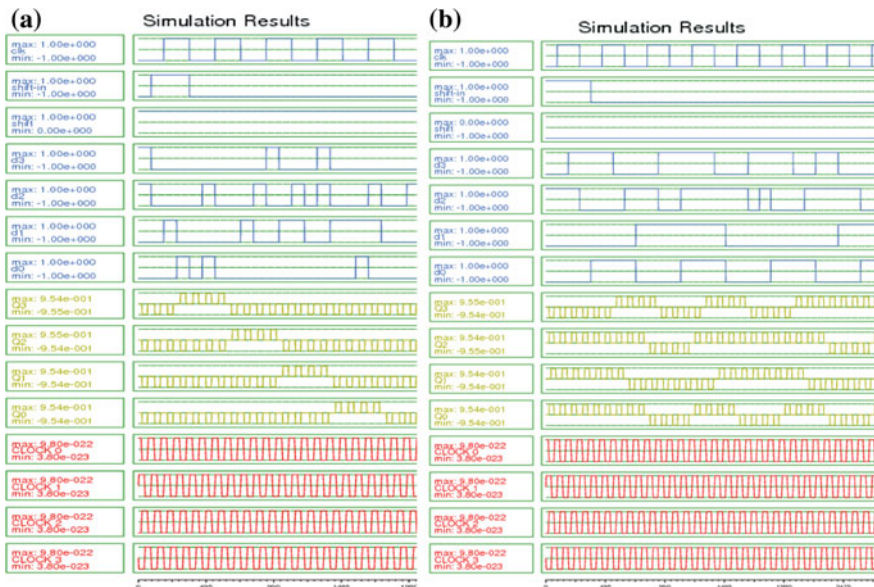 (a)
Simulation Results
max: 1.00e+000
clk
min: -1.00e+000
max: 1.00e+000
shift-in
min: -1.00e+000
max: 1.00e+000
shift
min: 0.00e+000
max: 1.00e+000
d3
min: -1.00e+000
max: 1.00e+000
d2
min: -1.00e+000
max: 1.00e+000
d1
min: -1.00e+000
max: 1.00e+000
d0
min: -1.00e+000
max: 9.54e-001
Q3
min: -9.55e-001
max: 9.55e-001
Q2
min: -9.54e-001
max: 9.54e-001
Q1
min: -9.54e-001
max: 9.54e-001
Q0
min: -9.54e-001
max: 9.80e-022
CLOCK 0
min: 3.80e-023
max: 9.80e-022
CLOCK 1
min: 3.80e-023
max: 9.80e-022
CLOCK 2
min: 3.80e-023
max: 9.80e-022
CLOCK 3
min: 3.80e-023
(b)
Simulation Results
max: 1.00e+000
clk
min: -1.00e+000
max: 1.00e+000
shift-in
min: -1.00e+000
max: 0.00e+000
shift
min: -1.00e+000
max: 1.00e+000
d3
min: -1.00e+000
max: 1.00e+000
d2
min: -1.00e+000
max: 1.00e+000
d1
min: -1.00e+000
max: 1.00e+000
d0
min: -1.00e+000
max: 9.55e-001
Q3
min: -9.54e-001
max: 9.54e-001
Q2
min: -9.55e-001
max: 9.54e-001
Q1
min: -9.54e-001
max: 9.54e-001
Q0
min: -9.54e-001
max: 9.80e-022
CLOCK 0
min: 3.80e-023
max: 9.80e-022
CLOCK 1
min: 3.80e-023
max: 9.80e-022
CLOCK 2
min: 3.80e-023
max: 9.80e-022
CLOCK 3
min: 3.80e-023